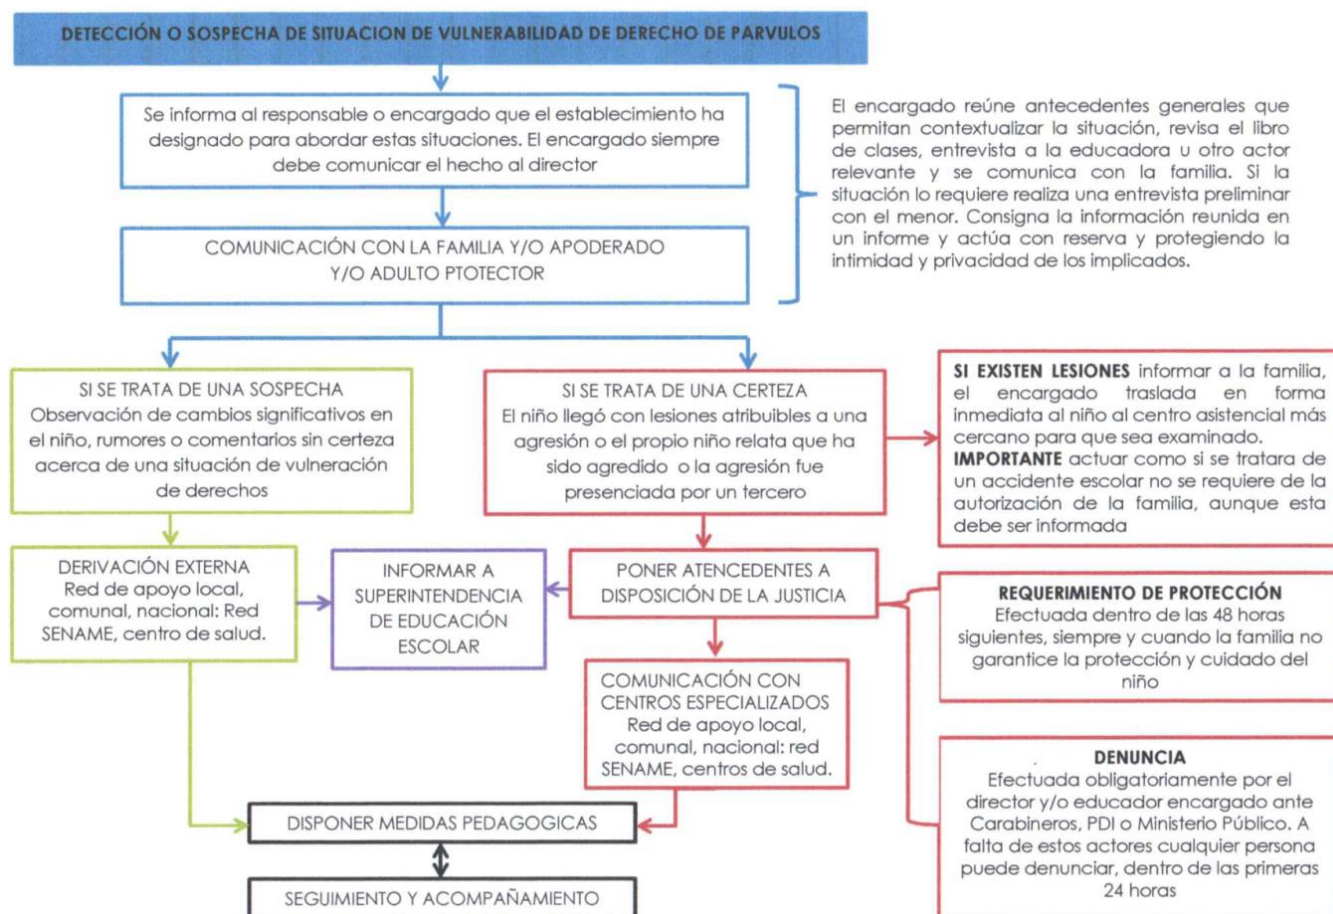 DETECCIÓN O SOSPECHA DE SITUACION DE VULNERABILIDAD DE DERECHO DE PARVULOS
Se informa al responsable o encargado que el establecimiento ha
designado para abordar estas situaciones. El encargado siempre
debe comunicar el hecho al director
El encargado reúne antecedentes generales que
permitan contextualizar la situación, revisa el libro
de clases, entrevista a la educadora u otro actor
relevante y se comunica con la familia. Si la
situación lo requiere realiza una entrevista preliminar
con el menor. Consigna la información reunida en
un informe y actúa con reserva y protegiendo la
intimidad y privacidad de los implicados.
COMUNICACIÓN CON LA FAMILIA Y/O APODERADO
Y/O ADULTO PTOTECTOR
SI SE TRATA DE UNA SOSPECHA
Observación de cambios significativos en
el niño, rumores o comentarios sin certeza
acerca de una situación de vulneración
de derechos
SI SE TRATA DE UNA CERTEZA
El niño llegó con lesiones atribuibles a una
agresión o el propio niño relata que ha
sido agredido o la agresión fue
presenciada por un tercero
SI EXISTEN LESIONES informar a la familia,
el encargado traslada en forma
inmediata al niño al centro asistencial más
cercano para que sea examinado.
IMPORTANTE actuar como si se tratara de
un accidente escolar no se requiere de la
autorización de la familia, aunque esta
debe ser informada
DERIVACIÓN EXTERNA
Red de apoyo local,
comunal, nacional: Red
SENAME, centro de salud.
INFORMAR A
SUPERINTENDENCIA
DE EDUCACIÓN
ESCOLAR
PONER ATENCEDENTES A
DISPOSICIÓN DE LA JUSTICIA
REQUERIMIENTO DE PROTECCIÓN
Efectuada dentro de las 48 horas
siguientes, siempre y cuando la familia no
garantice la protección y cuidado del
niño
COMUNICACIÓN CON
CENTROS ESPECIALIZADOS
Red de apoyo local,
comunal, nacional: red
SENAME, centros de salud.
DENUNCIA
Efectuada obligatoriamente por el
director y/o educador encargado ante
Carabineros, PDI o Ministerio Público. A
falta de estos actores cualquier persona
puede denunciar, dentro de las primeras
24 horas
DISPONER MEDIDAS PEDAGOGICAS
SEGUIMIENTO Y ACOMPAÑAMIENTO